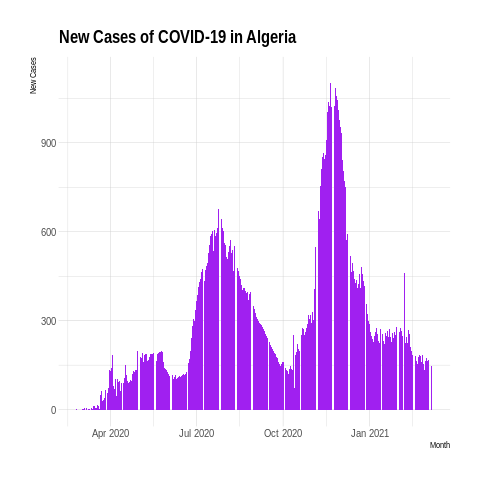 New Cases of COVID-19 in Algeria
New Cases
900
600
300
0
Apr 2020 Jul 2020 Oct 2020 Jan 2021
Month